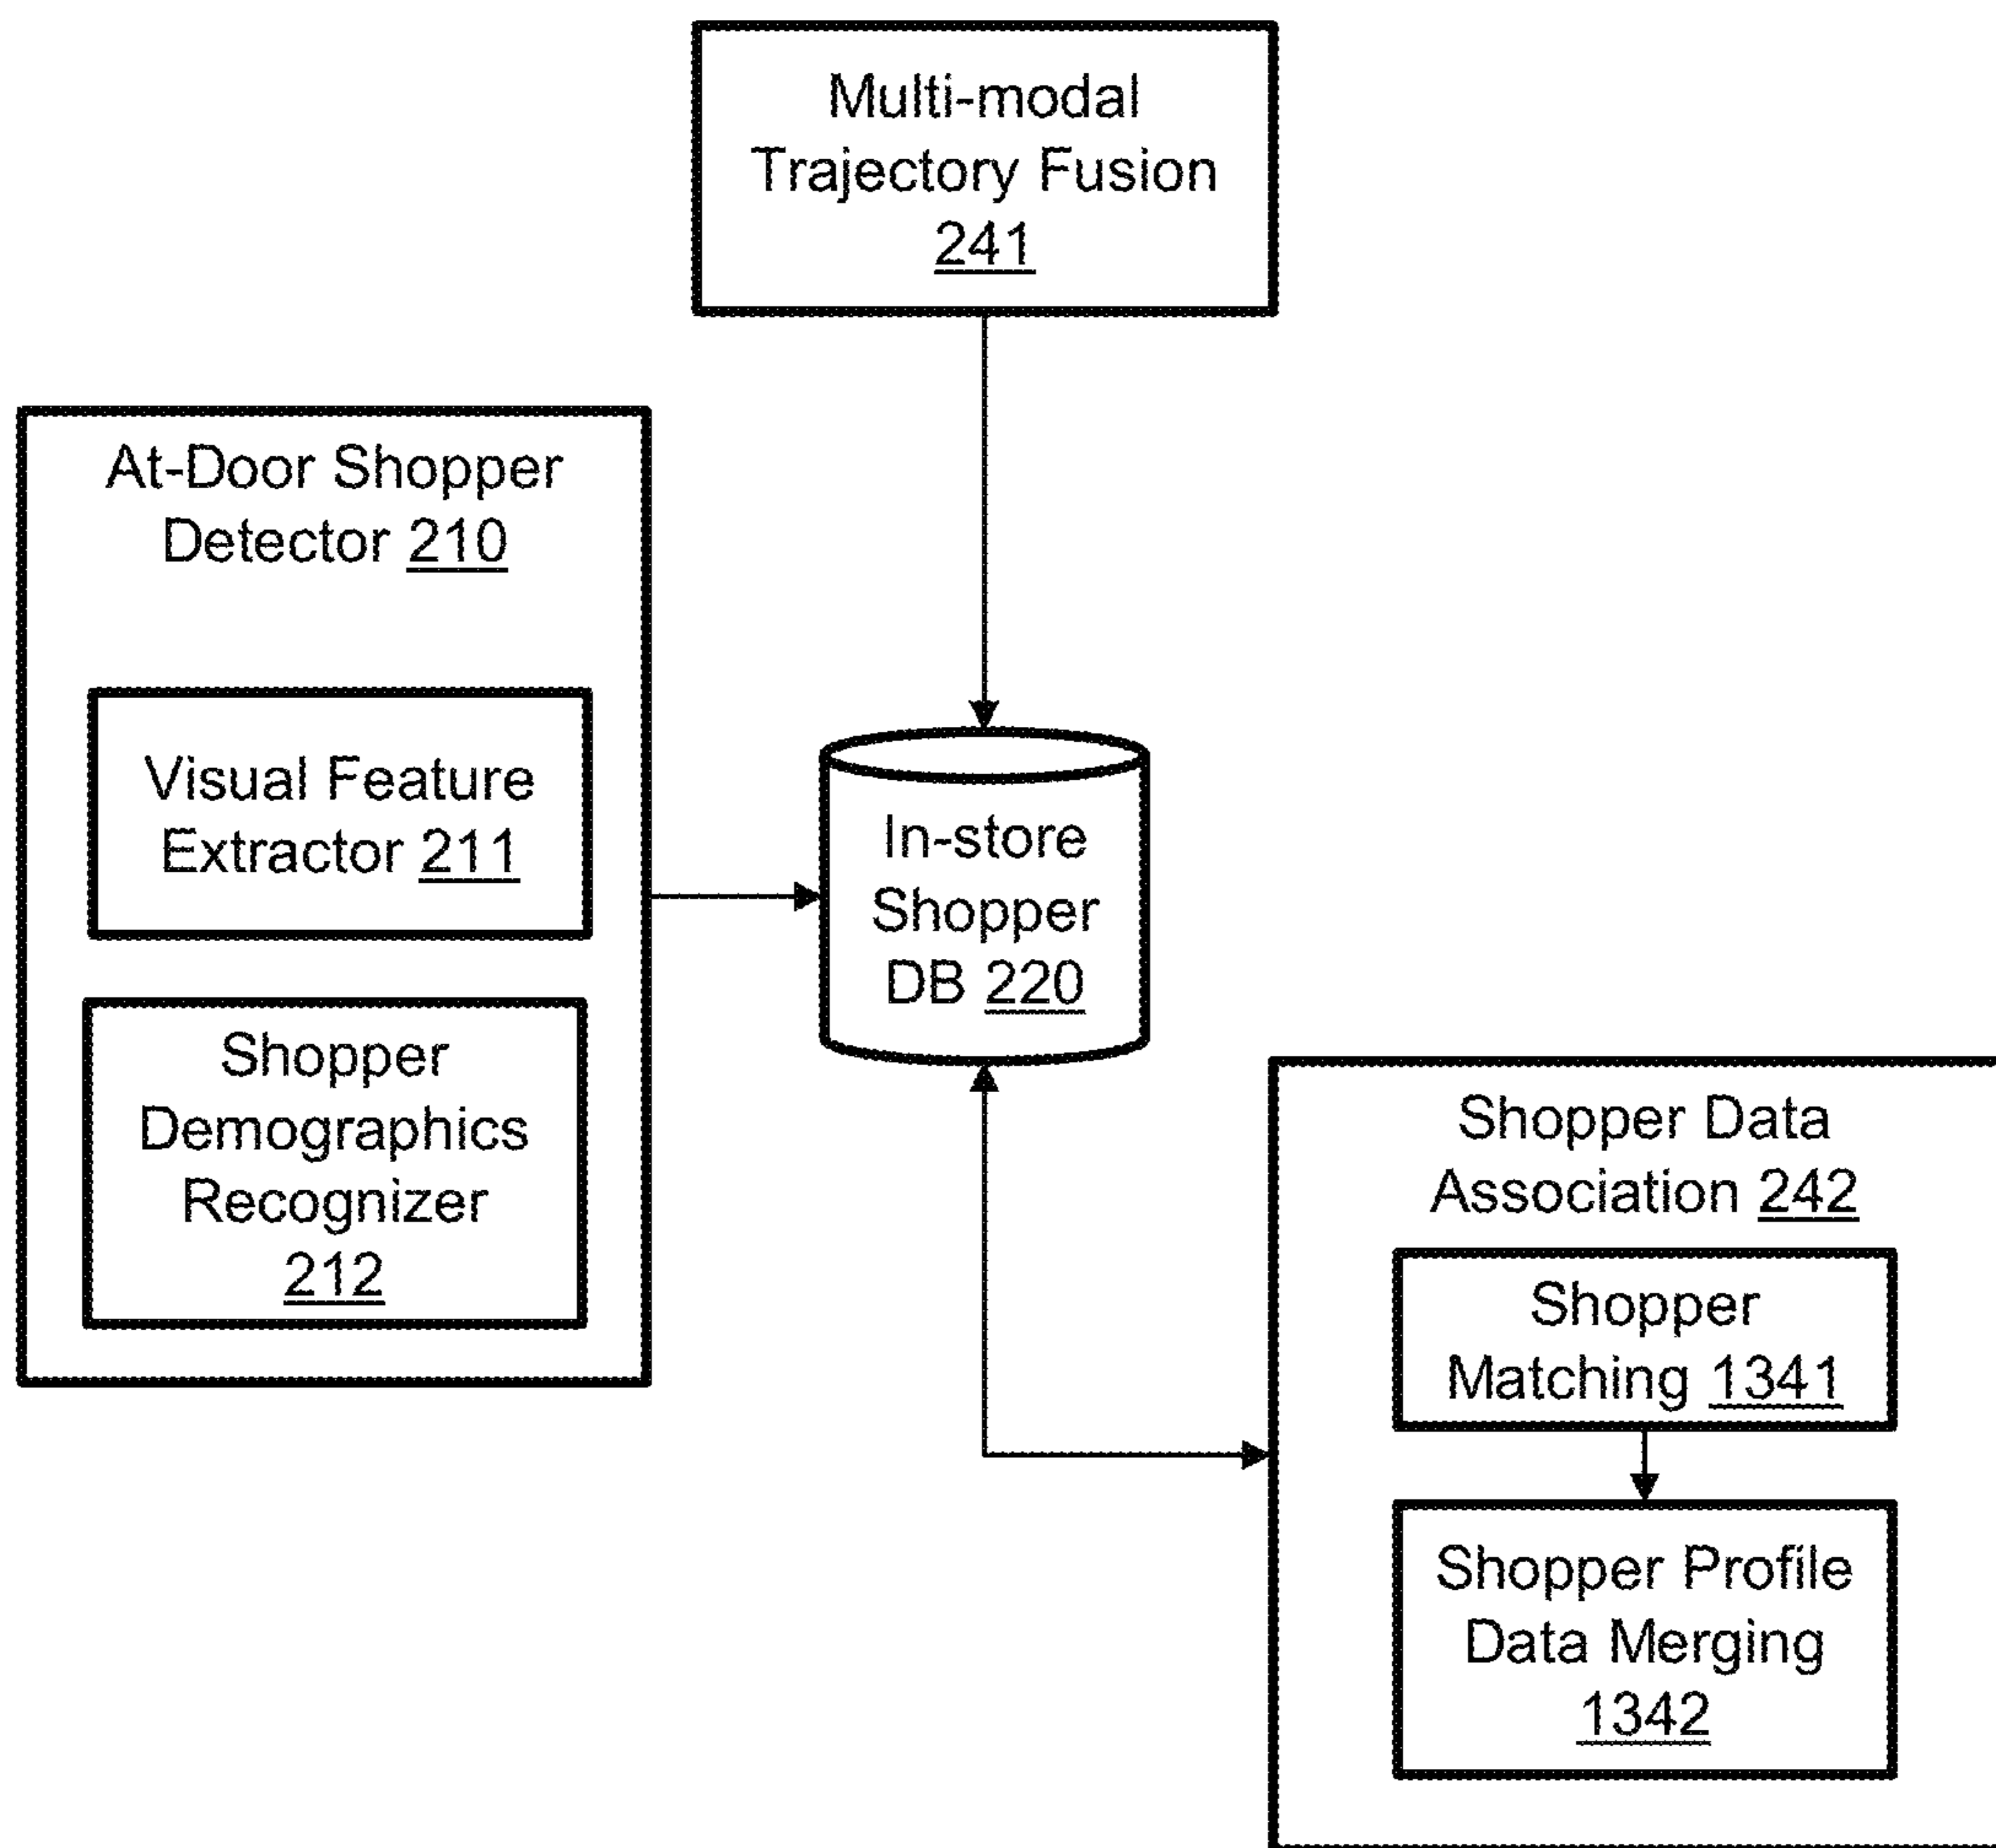 Multi-modal
Trajectory Fusion
241
At-Door Shopper
Detector 210
Visual Feature
Extractor 211
Shopper
Demographics
Recognizer
212
In-store
Shopper
DB 220
Shopper Data
Association 242
Shopper
Matching 1341
Shopper Profile
Data Merging
1342